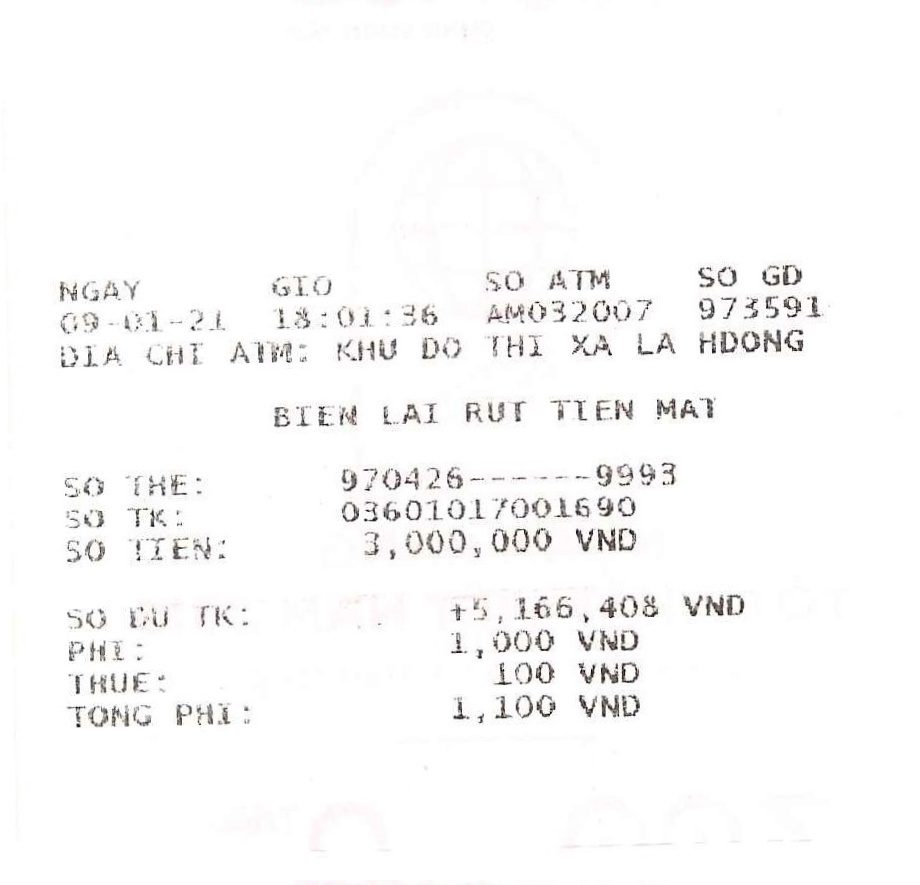 NGAY GIO SO ATM SO GD
09-01-21 18:01:36 AM032007 973591
DIA CHI ATM: KHU DO THI XA LA HDONG
BIEN LAI RUT TIEN MAT
SO THE: 970426------9993
SO TK: 03601017001690
SO TIEN: 3,000,000 VND
SO DU TK: +5,166,408 VND
PHI: 1,000 VND
THUE: 100 VND
TONG PHI: 1,100 VND